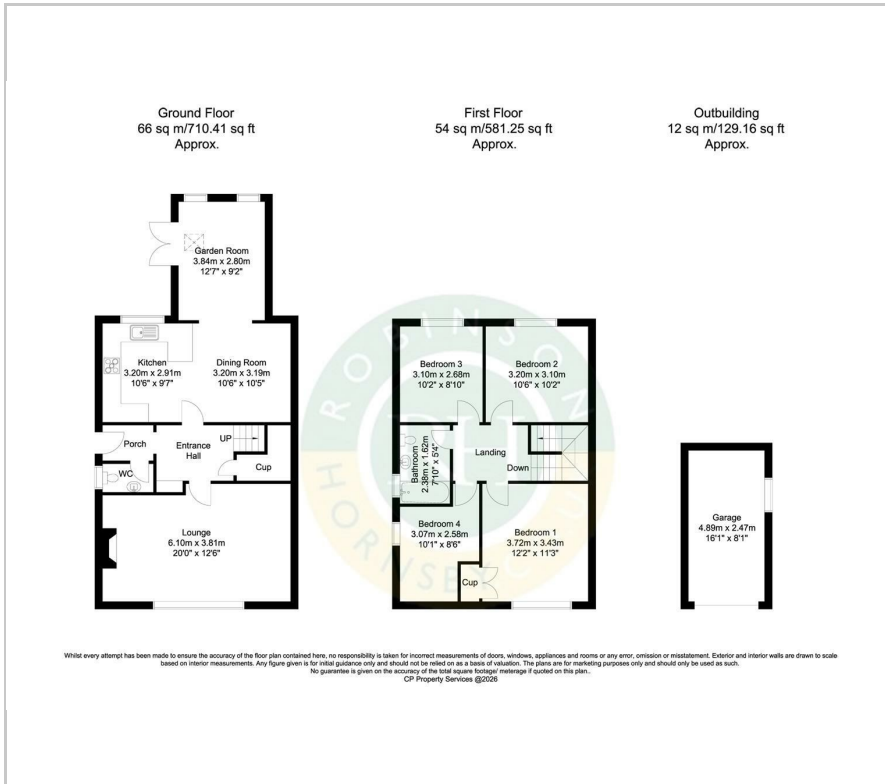 Ground Floor
66 sq m/710.41 sq ft
Approx.
First Floor
54 sq m/581.25 sq ft
Approx.
Outbuilding
12 sq m/129.16 sq ft
Approx.
Garden Room
3.84m x 2.80m
12'7" x 9'2"
Kitchen
3.20m x 2.91m
10'6" x 9'7"
Dining Room
3.20m x 3.19m
10'6" x 10'5"
Porch
Entrance
Hall
UP
Cup
WC
Lounge
6.10m x 3.81m
20'0" x 12'6"
Bedroom 3
3.10m x 2.68m
10'2" x 8'10"
Bedroom 2
3.20m x 3.10m
10'6" x 10'2"
Bathroom
2.38m x 1.62m
7'10" x 5'4"
Landing
Down
Bedroom 4
3.07m x 2.58m
10'1" x 8'6"
Bedroom 1
3.72m x 3.43m
12'2" x 11'3"
Cup
Garage
4.89m x 2.47m
16'1" x 8'1"
ROBINSON
HORNSBY
Whilst every attempt has been made to ensure the accuracy of the floor plan contained here, no responsibility is taken for incorrect measurements of doors, windows, appliances and rooms or any error, omission or misstatement. Exterior and interior walls are drawn to scale
based on interior measurements. Any figure given is for initial guidance only and should not be relied on as a basis of valuation. The plans are for marketing purposes only and should only be used as such.
No guarantee is given on the accuracy of the total square footage/ meterage if quoted on this plan..
CP Property Services @2026